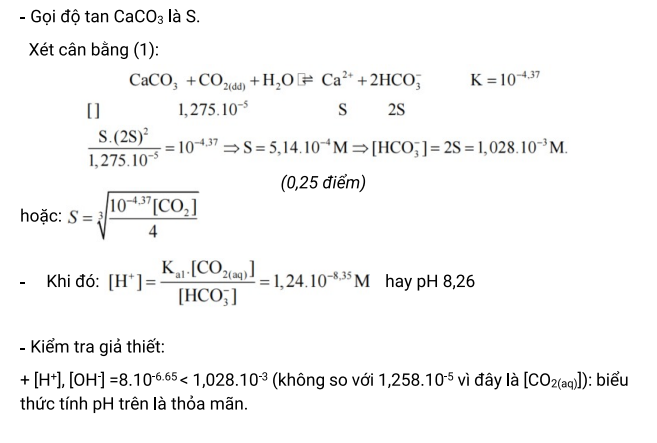 - Gọi độ tan CaCO₃ là S.
Xét cân bằng (1):
CaCO₃ + CO₂₍dd₎ + H₂O ⇌ Ca²⁺ + 2HCO₃⁻ K = 10⁻⁴,³⁷
[] 1,275.10⁻⁵ S 2S
S.(2S)² / 1,275.10⁻⁵ = 10⁻⁴,³⁷ ⇒ S = 5,14.10⁻⁴ M ⇒ [HCO₃⁻] = 2S = 1,028.10⁻³ M.
(0,25 điểm)
hoặc: S = ∛(10⁻⁴,³⁷[CO₂] / 4)
- Khi đó: [H⁺] = Kₐ₁.[CO₂₍aq₎] / [HCO₃⁻] = 1,24.10⁻⁸,³⁵ M hay pH 8,26
- Kiểm tra giả thiết:
+ [H⁺], [OH⁻] =8.10⁻⁶·⁶⁵ < 1,028.10⁻³ (không so với 1,258.10⁻⁵ vì đây là [CO₂₍aq₎]): biểu
thức tính pH trên là thỏa mãn.